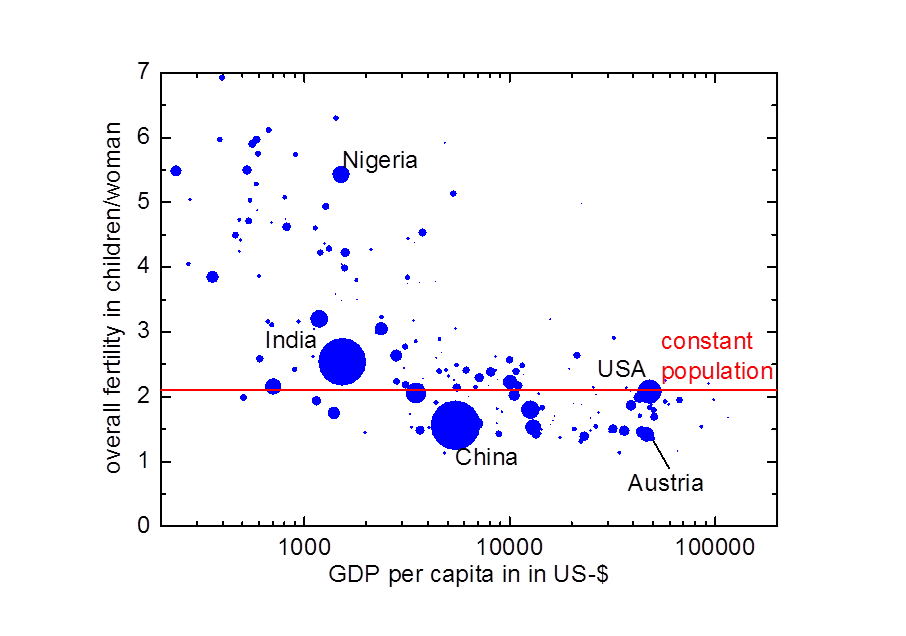 7
6
5
4
3
2
1
0
overall fertility in children/woman
Nigeria
India
constant
population
USA
China
Austria
1000
10000
100000
GDP per capita in in US-$